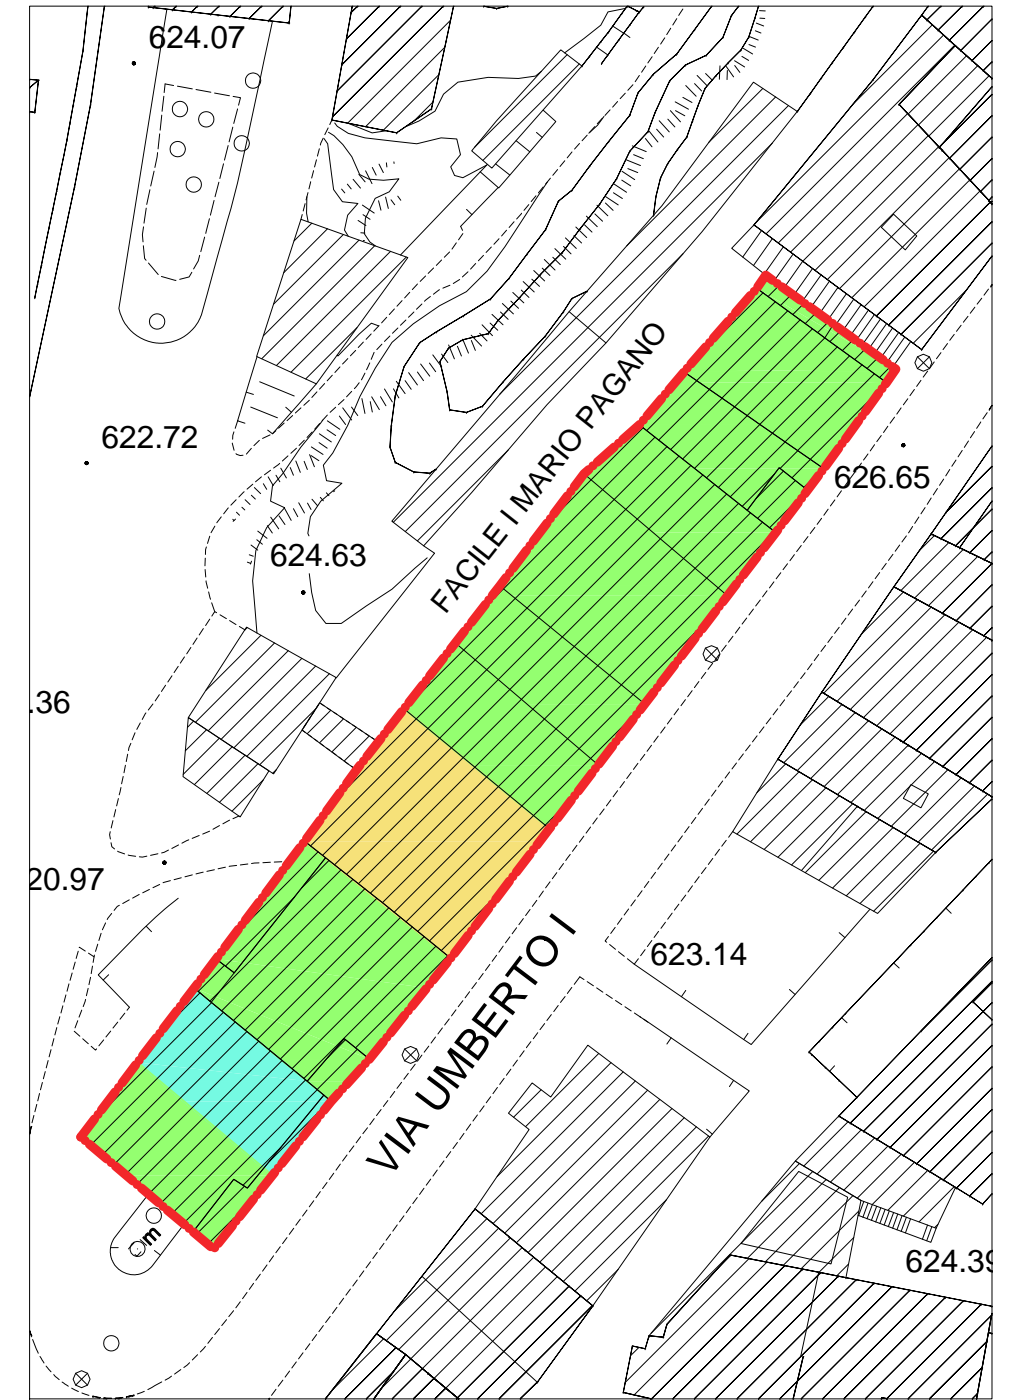 624.07
622.72
626.65
FACILE I MARIO PAGANO
624.63
.36
20.97
623.14
VIA UMBERTO I
m
624.39